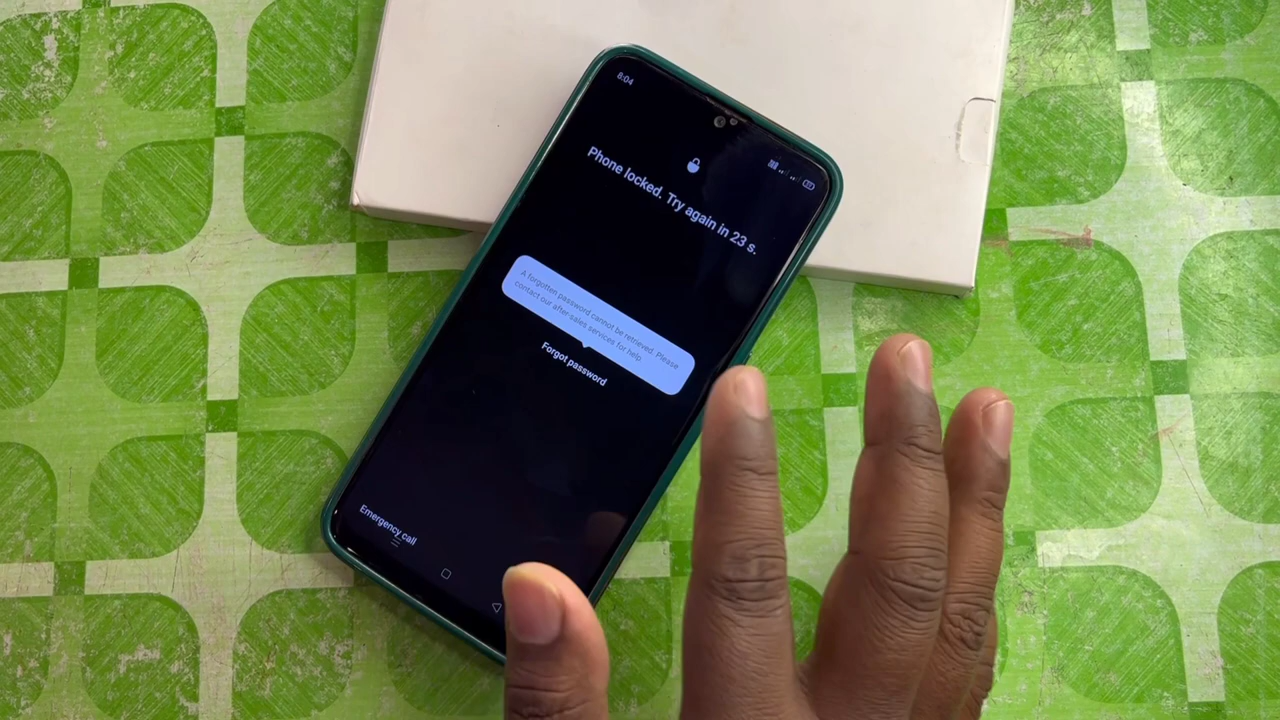 8:04
Phone locked. Try again in 23 s.
A forgotten password cannot be retrieved. Please
contact our after-sales services for help.
Forgot password
Emergency call